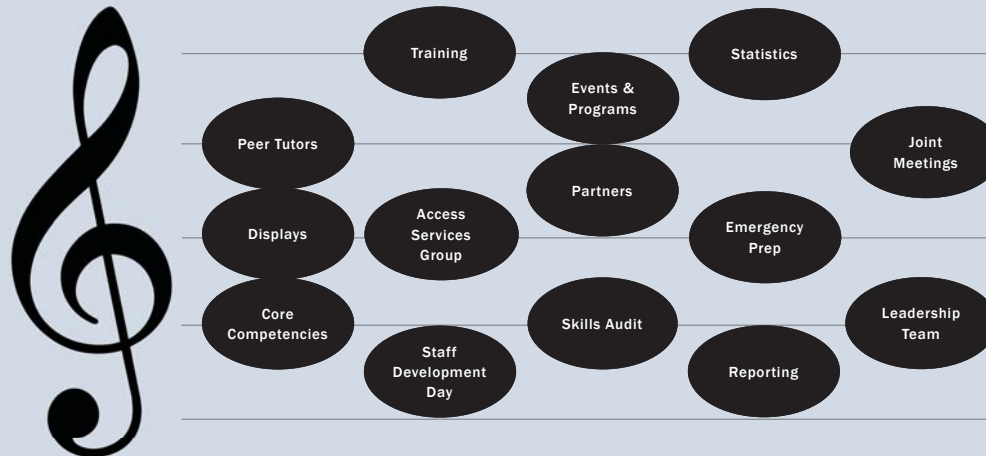 Training
Statistics
Events &
Programs
Peer Tutors
Joint
Meetings
Partners
Displays
Access
Services
Group
Emergency
Prep
Core
Competencies
Skills Audit
Leadership
Team
Staff
Development
Day
Reporting